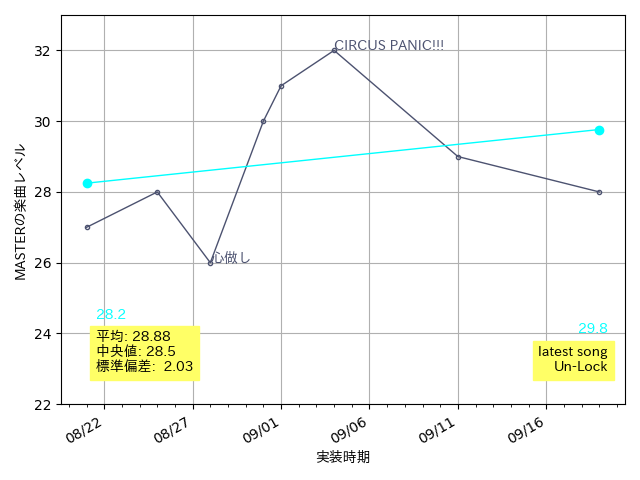 32
30
28
26
24
22
MASTERの楽曲レベル
CIRCUS PANIC!!!
心做し
28.2
平均: 28.88
中央値: 28.5
標準偏差: 2.03
29.8
latest song
Un-Lock
08/22
08/27
09/01
09/06
09/11
09/16
実装時期